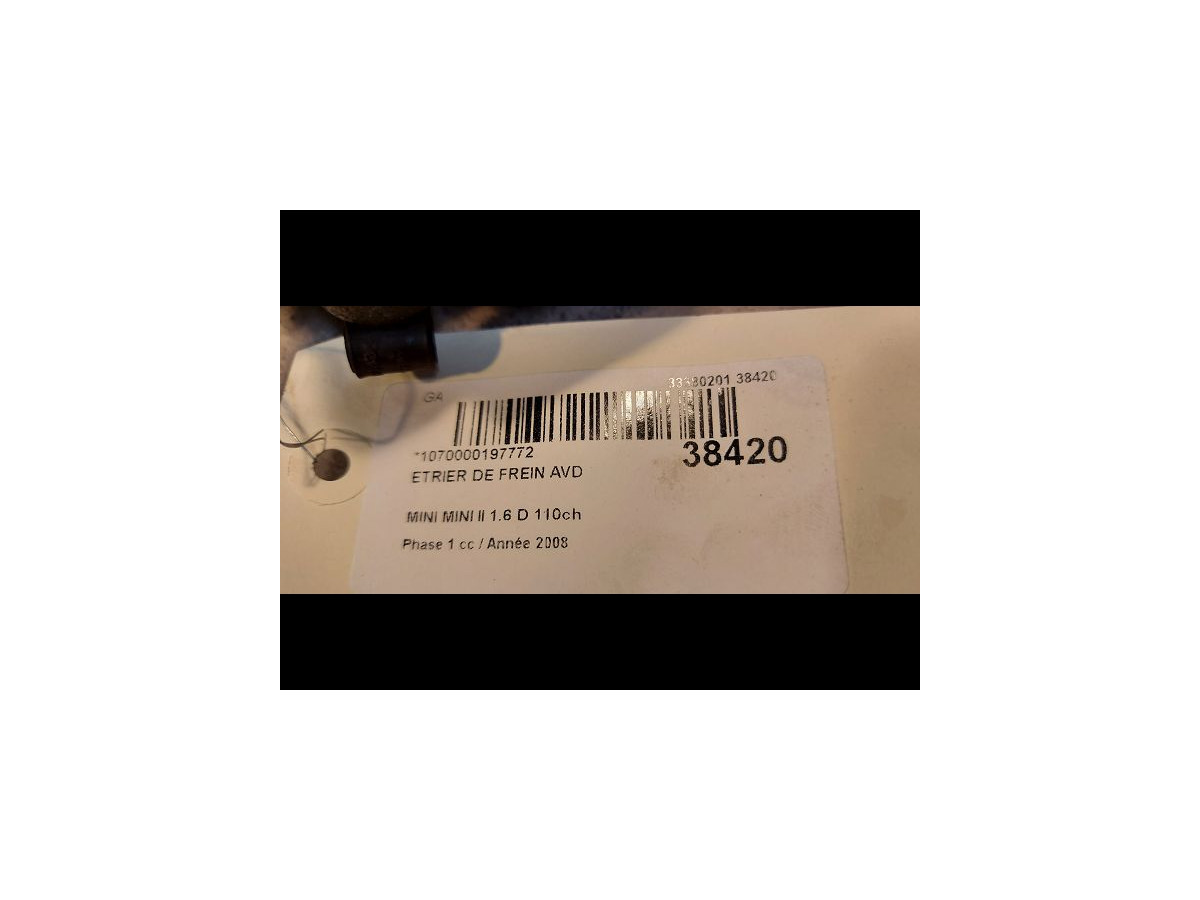 GA
38420
*1070000197772
38420
ETRIER DE FREIN AVD
MINI MINI II 1.6 D 110ch
Phase 1 cc / Année 2008